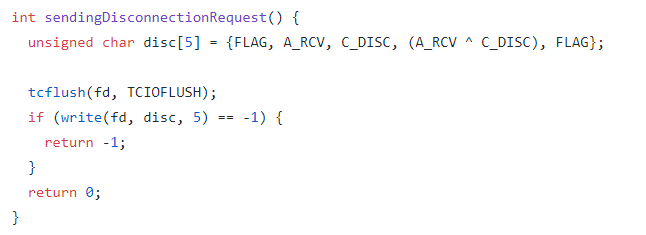 int sendingDisconnectionRequest() {
  unsigned char disc[5] = {FLAG, A_RCV, C_DISC, (A_RCV ^ C_DISC), FLAG};

  tcflush(fd, TCIOFLUSH);
  if (write(fd, disc, 5) == -1) {
    return -1;
  }
  return 0;
}